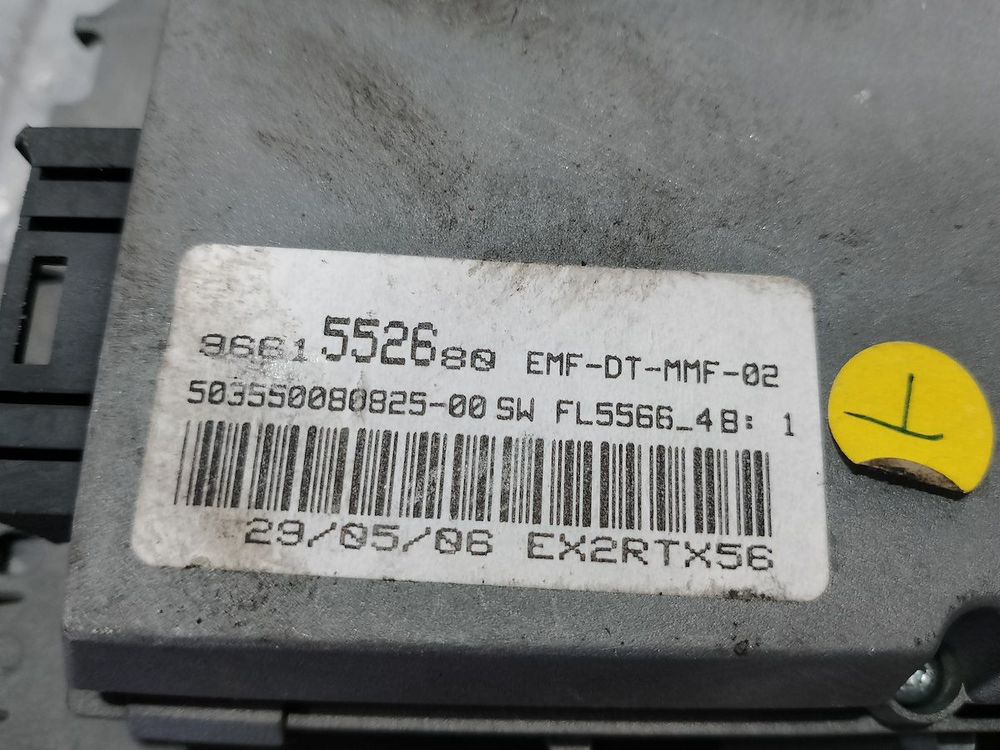 9661552680 EMF-DT-MMF-02
503550080825-00 SW FL5566_48: 1
29/05/06 EX2RTX56
T